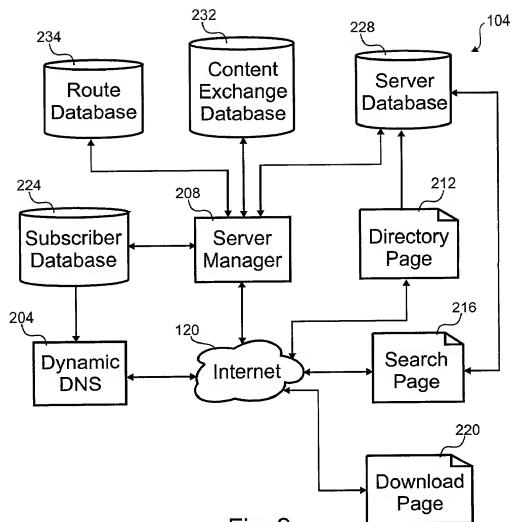 234
Route
Database
232
Content
Exchange
Database
228
Server
Database
104
224
Subscriber
Database
208
Server
Manager
212
Directory
Page
204
Dynamic
DNS
120
Internet
216
Search
Page
220
Download
Page